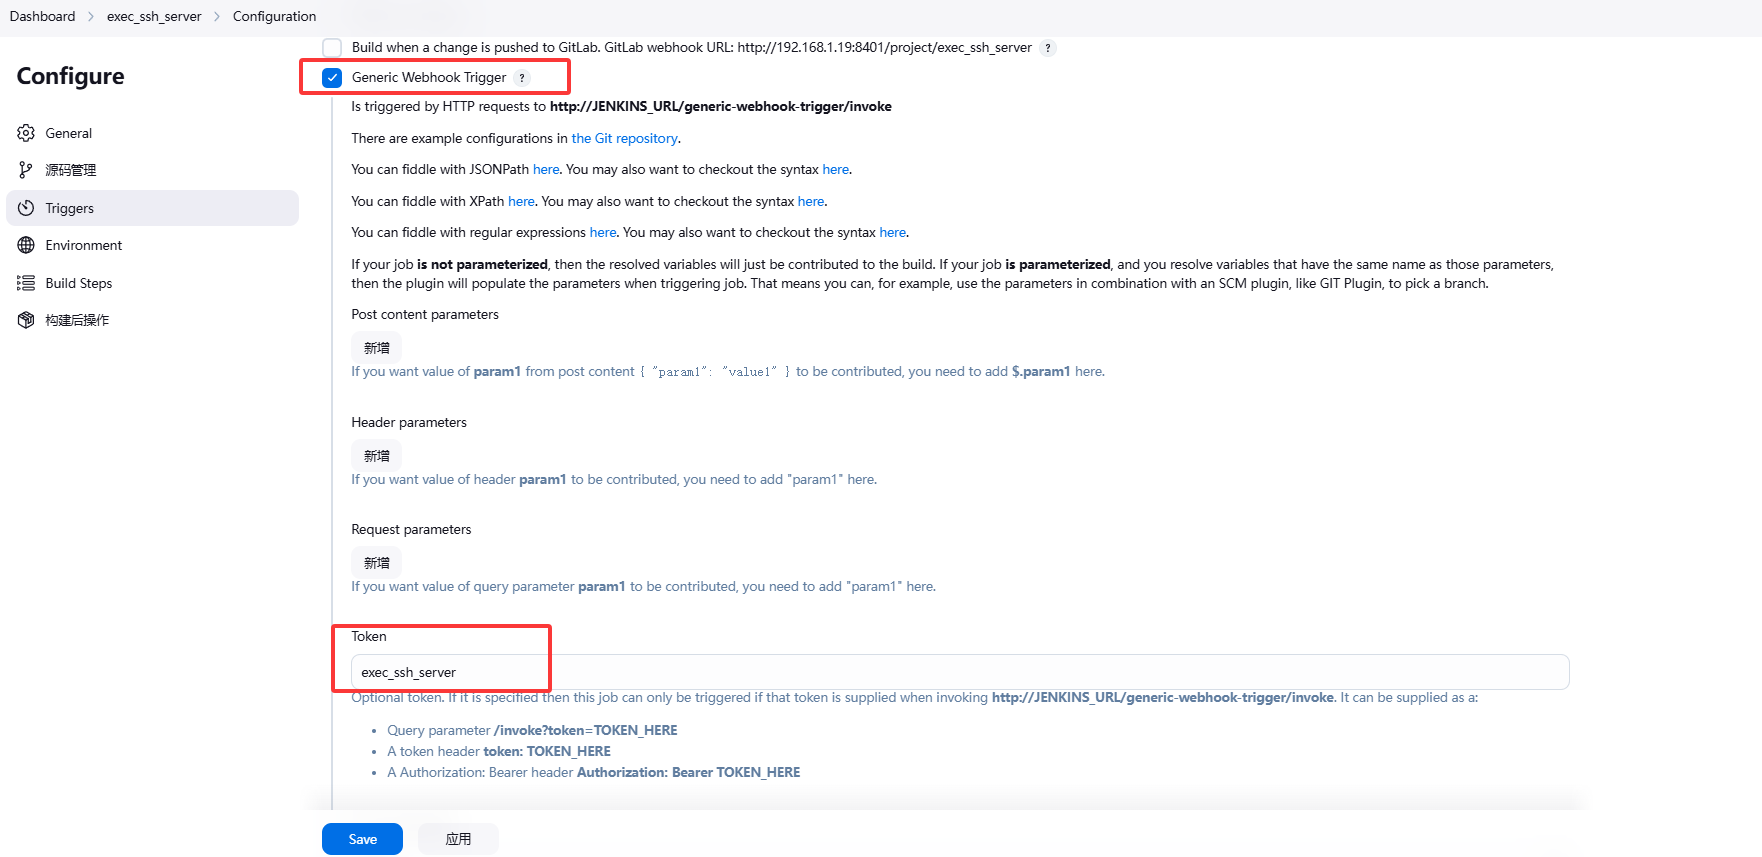 Dashboard > exec_ssh_server > Configuration
Configure
General
源码管理
Triggers
Environment
Build Steps
构建后操作
Build when a change is pushed to GitLab. GitLab webhook URL: http://192.168.1.19:8401/project/exec_ssh_server ?
Generic Webhook Trigger ?
Is triggered by HTTP requests to http://JENKINS_URL/generic-webhook-trigger/invoke
There are example configurations in the Git repository.
You can fiddle with JSONPath here. You may also want to checkout the syntax here.
You can fiddle with XPath here. You may also want to checkout the syntax here.
You can fiddle with regular expressions here. You may also want to checkout the syntax here.
If your job is not parameterized, then the resolved variables will just be contributed to the build. If your job is parameterized, and you resolve variables that have the same name as those parameters,
then the plugin will populate the parameters when triggering job. That means you can, for example, use the parameters in combination with an SCM plugin, like GIT Plugin, to pick a branch.
Post content parameters
新增
If you want value of param1 from post content { "param1": "value1" } to be contributed, you need to add $.param1 here.
Header parameters
新增
If you want value of header param1 to be contributed, you need to add "param1" here.
Request parameters
新增
If you want value of query parameter param1 to be contributed, you need to add "param1" here.
Token
exec_ssh_server
Optional token. If it is specified then this job can only be triggered if that token is supplied when invoking http://JENKINS_URL/generic-webhook-trigger/invoke. It can be supplied as a:
• Query parameter /invoke?token=TOKEN_HERE
• A token header token: TOKEN_HERE
• A Authorization: Bearer header Authorization: Bearer TOKEN_HERE
Save
应用